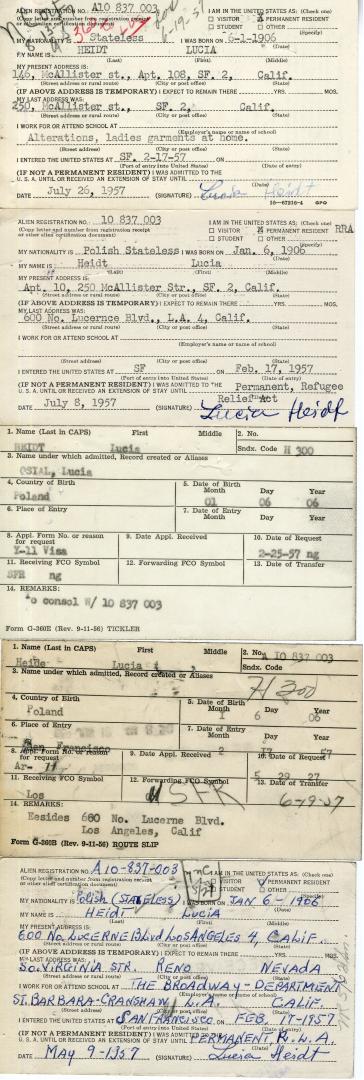 ALIEN REGISTRATION NO. A10 837 003 I AM IN THE UNITED STATES AS: (Check one)
(Copy letter and number from registration receipt or other alien certification document) VISITOR PERMANENT RESIDENT
STUDENT OTHER (Specify)
6-19-57
MY NATIONALITY IS Stateless I WAS BORN ON 6-1-1906
(Date)
MY NAME IS HEIDT LUCIA
(Last) (First) (Middle)
MY PRESENT ADDRESS IS:
146, McAllister st., Apt. 108, SF. 2, Calif.
(Street address or rural route) (City or post office) (State)
(IF ABOVE ADDRESS IS TEMPORARY) I EXPECT TO REMAIN THERE YRS. MOS.
MY LAST ADDRESS WAS:
250, McAllister st., SF. 2, Calif.
(Street address or rural route) (City or post office) (State)
I WORK FOR OR ATTEND SCHOOL AT
(Employer's name or name of school)
Alterations, ladies garments at home.
(Street address) (City or post office) (State)
I ENTERED THE UNITED STATES AT SF. 2-17-57 ON
(Port of entry into United States) (Date of entry)
(IF NOT A PERMANENT RESIDENT) I WAS ADMITTED TO THE
U. S. A. UNTIL OR RECEIVED AN EXTENSION OF STAY UNTIL
DATE July 26, 1957 (SIGNATURE) Lucia Heidt
GPO
ALIEN REGISTRATION NO. 10 837 003 I AM IN THE UNITED STATES AS: (Check one)
(Copy letter and number from registration receipt or other alien certification document) VISITOR X PERMANENT RESIDENT RRA
STUDENT OTHER (Specify)
MY NATIONALITY IS Polish Stateless I WAS BORN ON Jan. 6, 1906
(Date)
MY NAME IS Heidt Lucia
(Last) (First) (Middle)
MY PRESENT ADDRESS IS:
Apt. 10, 250 McAllister Str., SF. 2, Calif.
(Street address or rural route) (City or post office) (State)
(IF ABOVE ADDRESS IS TEMPORARY) I EXPECT TO REMAIN THERE YRS. MOS.
MY LAST ADDRESS WAS:
600 No. Lucernce Blvd., L.A. 4, Calif.
(Street address or rural route) (City or post office) (State)
I WORK FOR OR ATTEND SCHOOL AT
(Employer's name or name of school)
(Street address) (City or post office) (State)
I ENTERED THE UNITED STATES AT SF ON Feb. 17, 1957
(Port of entry into United States) (Date of entry)
(IF NOT A PERMANENT RESIDENT) I WAS ADMITTED TO THE
U. S. A. UNTIL OR RECEIVED AN EXTENSION OF STAY UNTIL Permanent, Refugee
Relief Act
DATE July 8, 1957 (SIGNATURE) Lucia Heidt
1. Name (Last in CAPS) First Middle 2. No.
HEIDT Lucia Sndx. Code H 300
3. Name under which admitted, Record created or Aliases
OSIAL, Lucia
4. Country of Birth 5. Date of Birth
Month Day Year
Poland 01 06 06
6. Place of Entry 7. Date of Entry
Month Day Year
8. Appl. Form No. or reason for request 9. Date Appl. Received 10. Date of Request
Y-11 Visa 2-25-57 ng
11. Receiving FCO Symbol 12. Forwarding FCO Symbol 13. Date of Transfer
SFR ng
14. REMARKS:
To consol W/ 10 837 003
Form G-360E (Rev. 9-11-56) TICKLER
1. Name (Last in CAPS) First Middle 2. No. A 10 837 003
Lucia Sndx. Code
3. Name under which admitted, Record created or Aliases
H 300
4. Country of Birth 5. Date of Birth
Month Day Year
Poland 1 6 06
6. Place of Entry 7. Date of Entry
Month Day Year
San Francisco 2 17 57
8. Appl. Form No. or reason for request 9. Date Appl. Received 10. Date of Request
Ar- 11
11. Receiving FCO Symbol 12. Forwarding FCO Symbol 13. Date of Transfer
Los SFR 6-19-57
14. REMARKS:
Resides 600 No. Lucerne Blvd.
Los Angeles, Calif
Form G-360B (Rev. 9-11-56) ROUTE SLIP
ALIEN REGISTRATION NO. A10-837-003 I AM IN THE UNITED STATES AS: (Check one)
(Copy letter and number from registration receipt or other alien certification document) VISITOR PERMANENT RESIDENT
STUDENT OTHER (Specify)
MY NATIONALITY IS Polish (STATELESS) I WAS BORN ON JAN 6-1906
(Date)
MY NAME IS HEIDT LUCIA
(Last) (First) (Middle)
MY PRESENT ADDRESS IS:
600 NO. LUCERNE Blvd LOS ANGELES 4, CALIF.
(Street address or rural route) (City or post office) (State)
(IF ABOVE ADDRESS IS TEMPORARY) I EXPECT TO REMAIN THERE YRS. MOS.
MY LAST ADDRESS WAS:
SO. VIRGINIA STR. RENO NEVADA
(Street address or rural route) (City or post office) (State)
I WORK FOR OR ATTEND SCHOOL AT THE BROADWAY-DEPARTMENT
(Employer's name or name of school)
ST. BARBARA-CRANSHAW L.A. CALIF.
(Street address) (City or post office) (State)
I ENTERED THE UNITED STATES AT SAN FRANCISCO ON FEB. 17-1957
(Port of entry into United States) (Date of entry)
(IF NOT A PERMANENT RESIDENT) I WAS ADMITTED TO THE
U. S. A. UNTIL OR RECEIVED AN EXTENSION OF STAY UNTIL PERMANENT R. L. A.
DATE MAY 9-1957 (SIGNATURE) Lucia Heidt